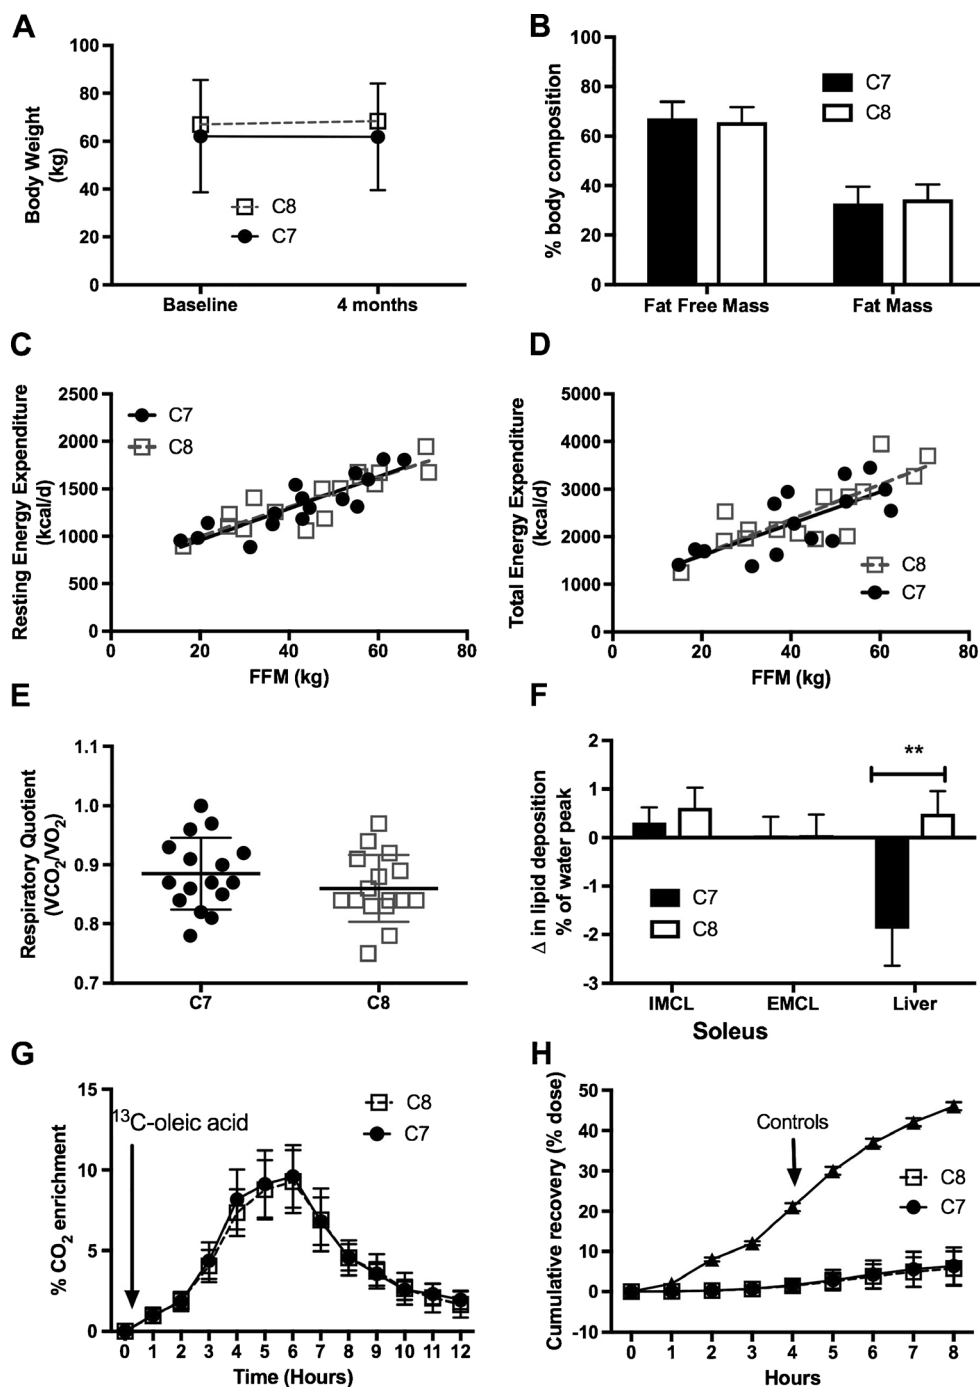 A
Body Weight
(kg)
100
80
60
40
20
0
C8
C7
Baseline
4 months
B
% body composition
100
80
60
40
20
0
C7
C8
Fat Free Mass
Fat Mass
C
Resting Energy Expenditure
(kcal/d)
2500
2000
1500
1000
500
0
C7
C8
0
20
40
60
80
FFM (kg)
D
Total Energy Expenditure
(kcal/d)
5000
4000
3000
2000
1000
0
C8
C7
0
20
40
60
80
FFM (kg)
E
Respiratory Quotient
(VCO2/VO2)
1.1
1.0
0.9
0.8
0.7
C7
C8
F
Δ in lipid deposition
% of water peak
2
1
0
-1
-2
-3
**
C7
C8
IMCL
EMCL
Liver
Soleus
G
% CO2 enrichment
15
10
5
0
13C-oleic acid
C8
C7
0 1 2 3 4 5 6 7 8 9 10 11 12
Time (Hours)
H
Cumulative recovery (% dose)
50
40
30
20
10
0
-10
Controls
C8
C7
0 1 2 3 4 5 6 7 8
Hours